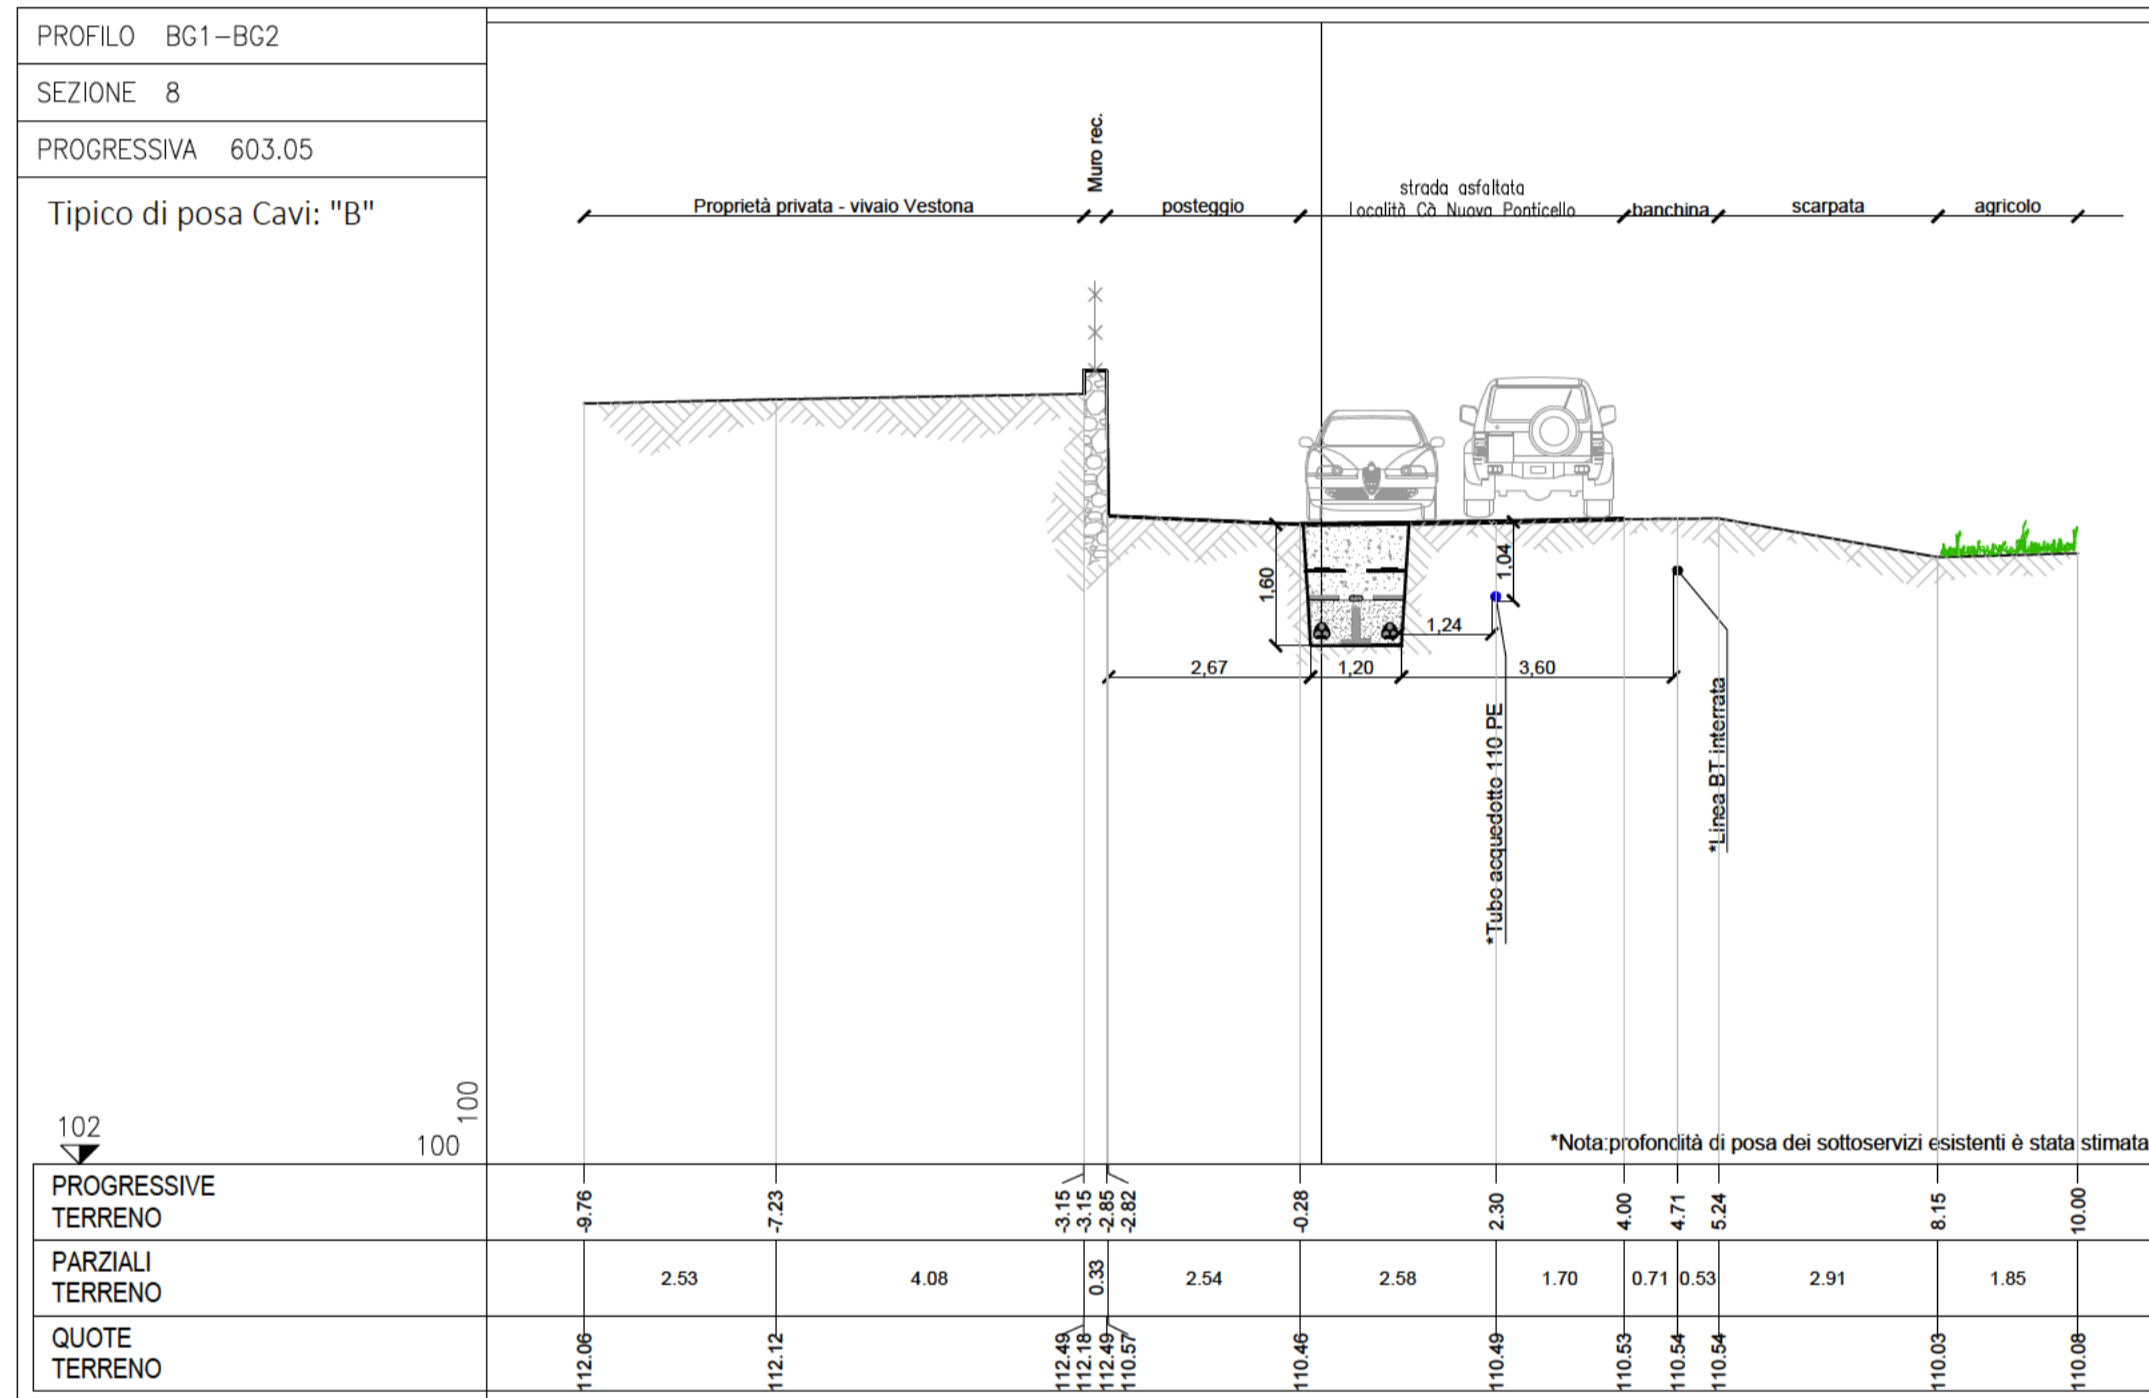 PROFILO BG1-BG2
SEZIONE 8
PROGRESSIVA 603.05
Tipico di posa Cavi: "B"
Proprietà privata - vivaio Vestona
Muro rec.
posteggio
strada asfaltata
Località Cà Nuova Ponticello
banchina
scarpata
agricolo
1,60
1,04
1,24
2,67
1,20
3,60
*Tubo acquedotto 110 PE
*Linea BT interrata
102
100
100
*Nota:profondità di posa dei sottoservizi esistenti è stata stimata
PROGRESSIVE
TERRENO
-9.76 -7.23 -3.15 -3.15 -2.85 -2.82 -0.28 2.30 4.00 4.71 5.24 8.15 10.00
PARZIALI
TERRENO
2.53 4.08 0.33 2.54 2.58 1.70 0.71 0.53 2.91 1.85
QUOTE
TERRENO
112.06 112.12 112.49 112.18 112.49 110.57 110.46 110.49 110.53 110.54 110.54 110.03 110.08